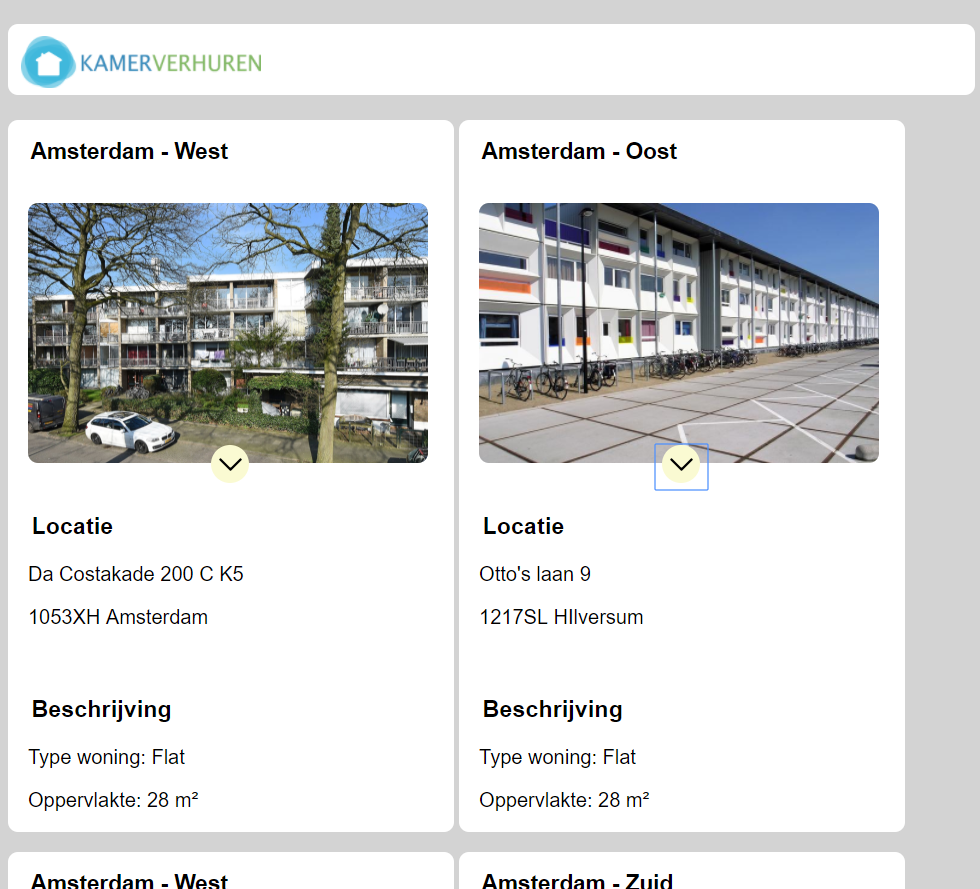 KAMERVERHUREN
Amsterdam - West
Locatie
Da Costakade 200 C K5
1053XH Amsterdam
Beschrijving
Type woning: Flat
Oppervlakte: 28 m²
Amsterdam - Oost
Locatie
Otto's laan 9
1217SL HIlversum
Beschrijving
Type woning: Flat
Oppervlakte: 28 m²
Amsterdam - West
Amsterdam - Zuid